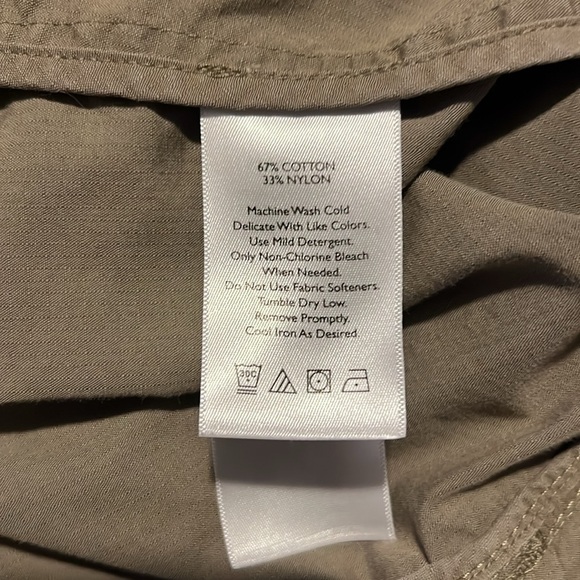 67% COTTON
33% NYLON
Machine Wash Cold
Delicate With Like Colors.
Use Mild Detergent.
Only Non-Chlorine Bleach
When Needed.
Do Not Use Fabric Softeners.
Tumble Dry Low.
Remove Promptly.
Cool Iron As Desired.
30C